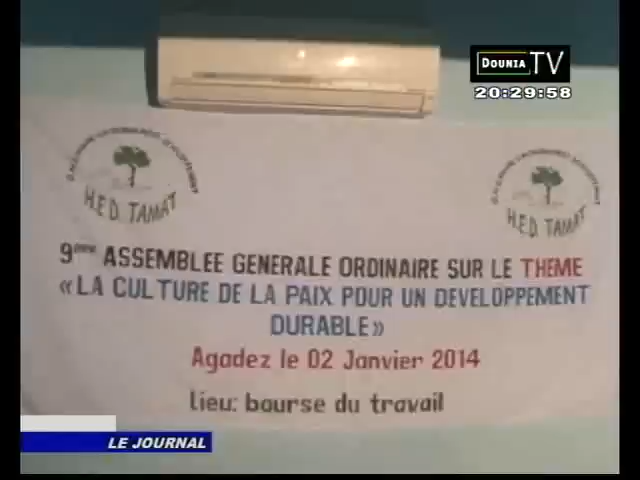 DOUNIA TV
20:29:58
H.E.D. TAMAT
H.E.D. TAMAT
9ème ASSEMBLEE GENERALE ORDINAIRE SUR LE THEME
«LA CULTURE DE LA PAIX POUR UN DEVELOPPEMENT
DURABLE»
Agadez le 02 Janvier 2014
Lieu: bourse du travail
LE JOURNAL